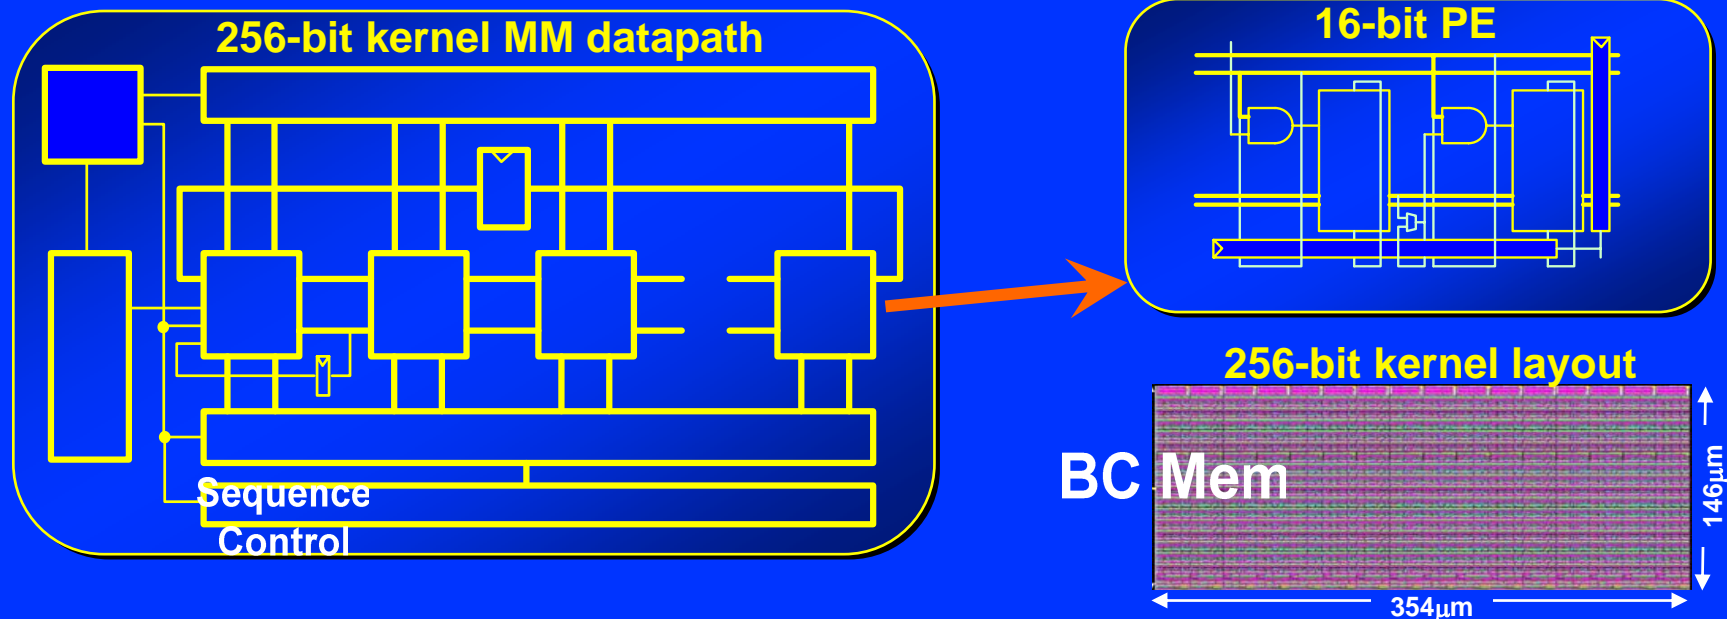 256-bit kernel MM datapath
Sequence
Control
16-bit PE
256-bit kernel layout
BC Mem
146μm
354μm